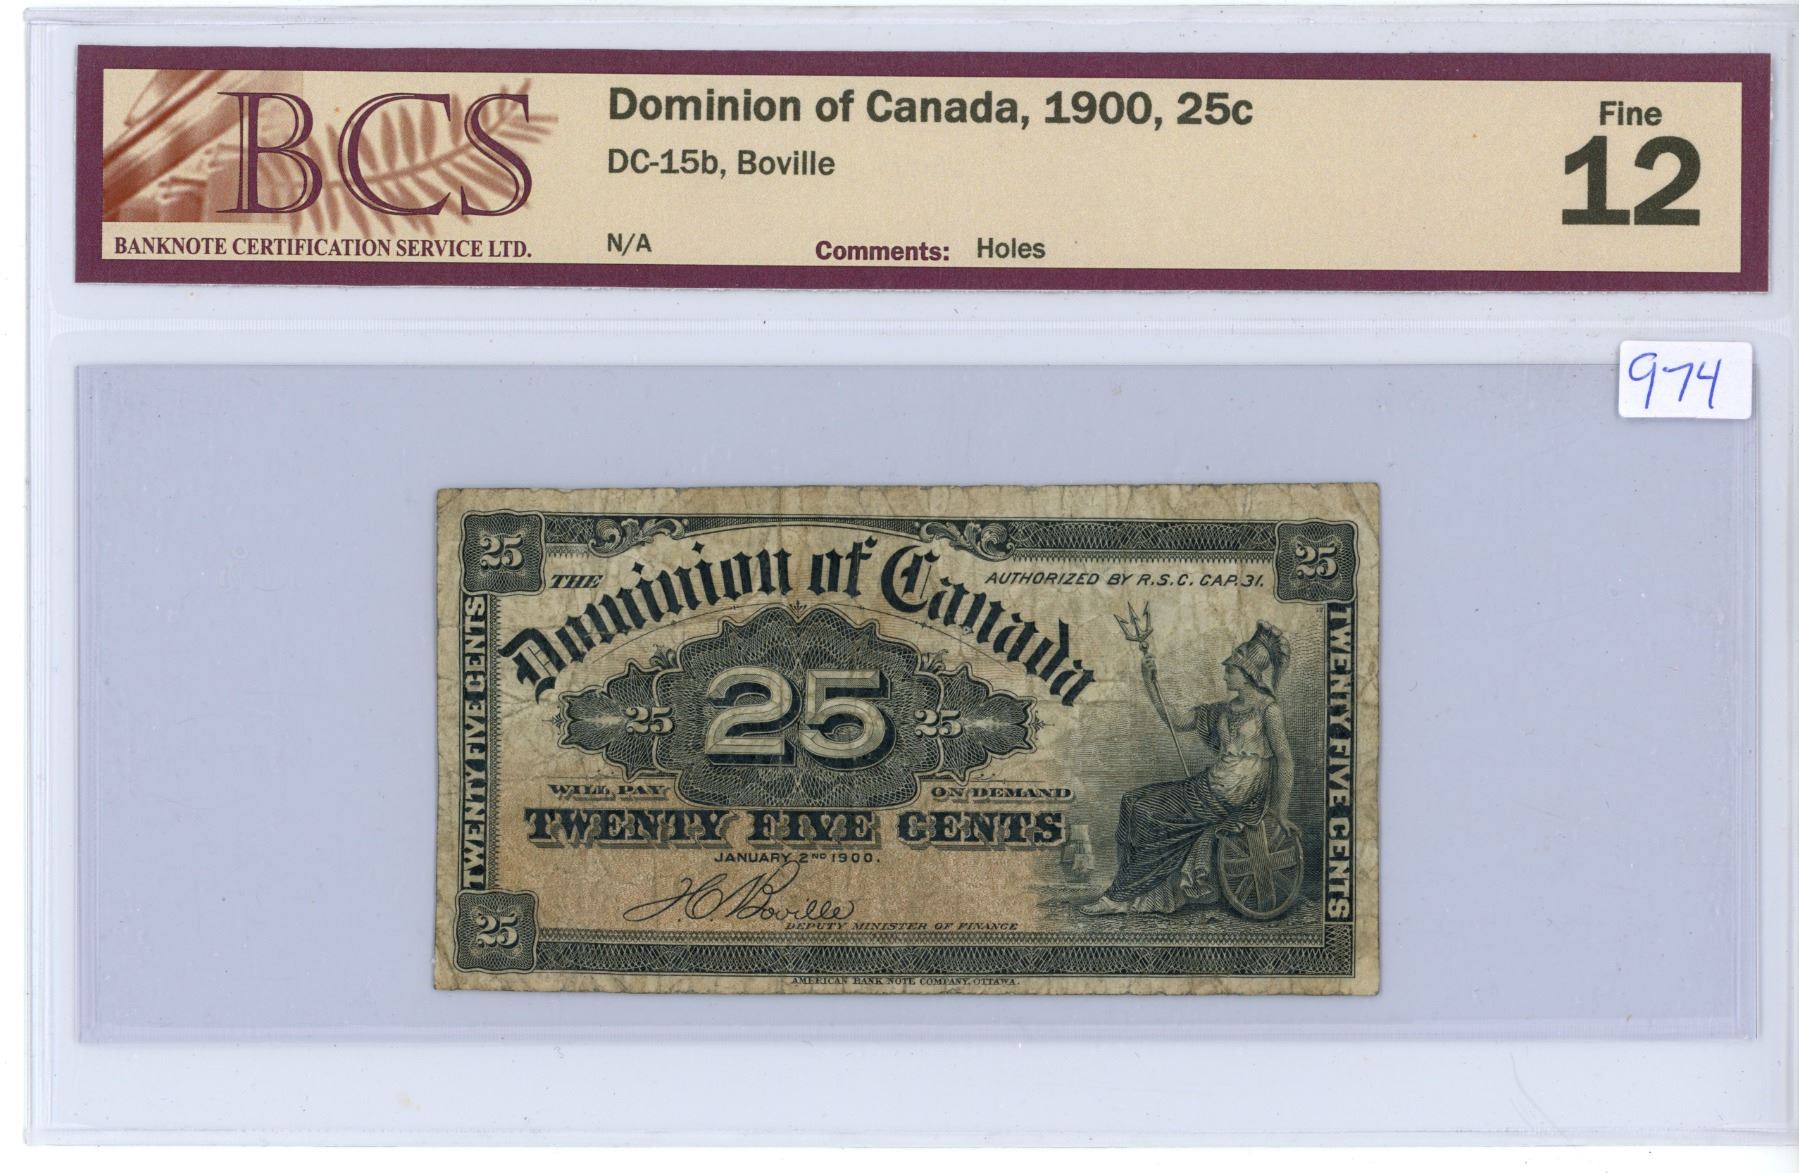 BCS
BANKNOTE CERTIFICATION SERVICE LTD.
Dominion of Canada, 1900, 25c
DC-15b, Boville
N/A
Comments: Holes
Fine
12
974
25
25
THE
Dominion of Canada
AUTHORIZED BY R.S.C. CAP. 31.
TWENTY FIVE CENTS
TWENTY FIVE CENTS
25
25
25
WILL PAY
ON DEMAND
TWENTY FIVE CENTS
JANUARY 2ND 1900.
H C Boville
DEPUTY MINISTER OF FINANCE
25
AMERICAN BANK NOTE COMPANY, OTTAWA.